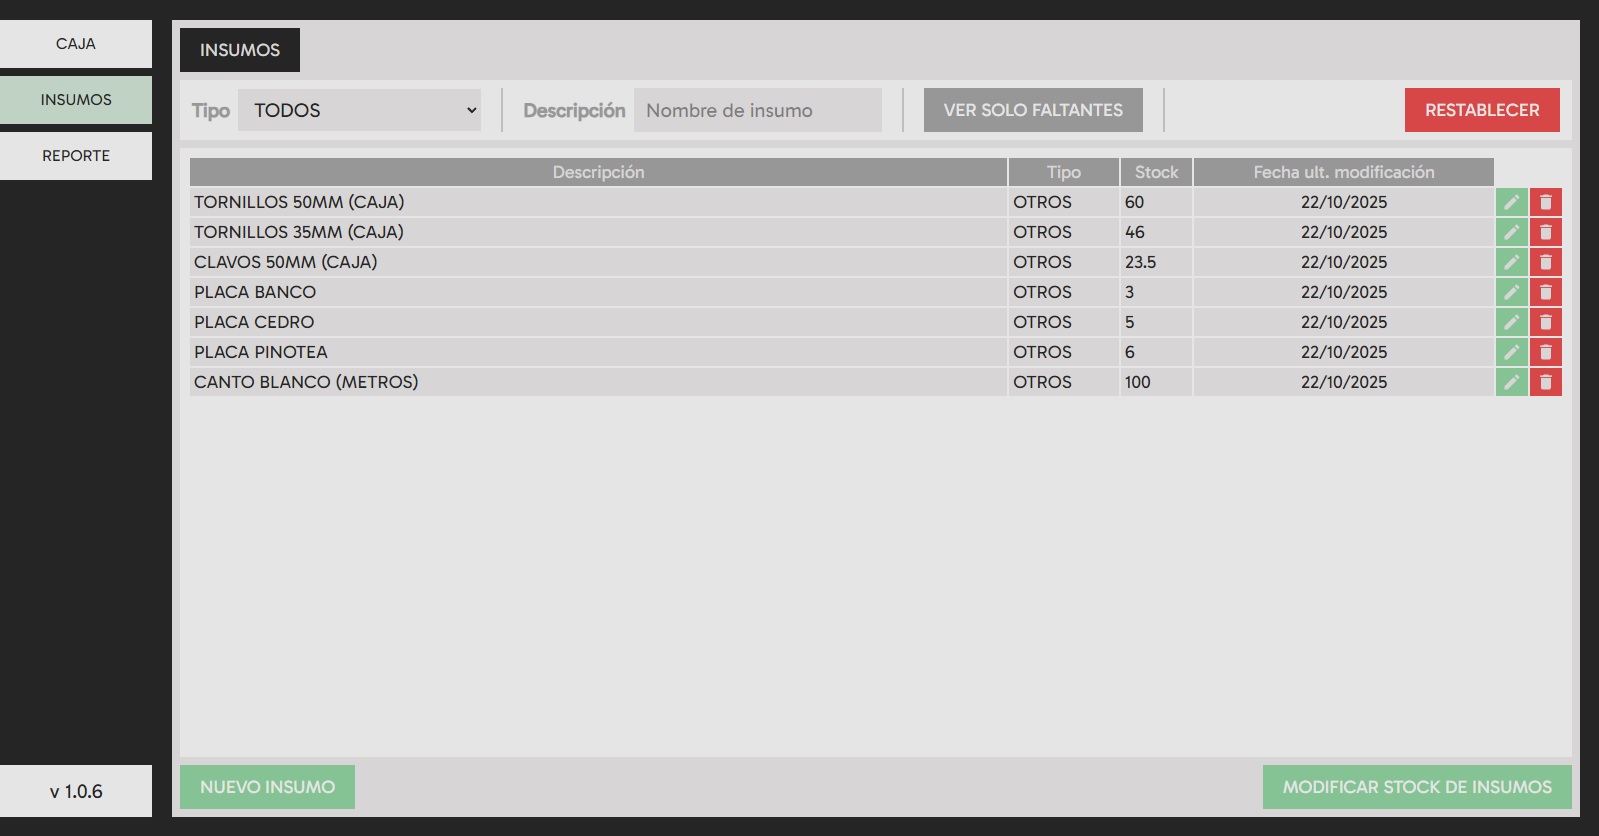 CAJA
INSUMOS
REPORTE
v 1.0.6
INSUMOS
Tipo TODOS Descripción Nombre de insumo VER SOLO FALTANTES RESTABLECER
Descripción Tipo Stock Fecha ult. modificación
TORNILLOS 50MM (CAJA) OTROS 60 22/10/2025
TORNILLOS 35MM (CAJA) OTROS 46 22/10/2025
CLAVOS 50MM (CAJA) OTROS 23.5 22/10/2025
PLACA BANCO OTROS 3 22/10/2025
PLACA CEDRO OTROS 5 22/10/2025
PLACA PINOTEA OTROS 6 22/10/2025
CANTO BLANCO (METROS) OTROS 100 22/10/2025
NUEVO INSUMO MODIFICAR STOCK DE INSUMOS